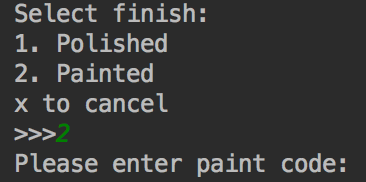 Select finish:
1. Polished
2. Painted
x to cancel
>>>2
Please enter paint code: